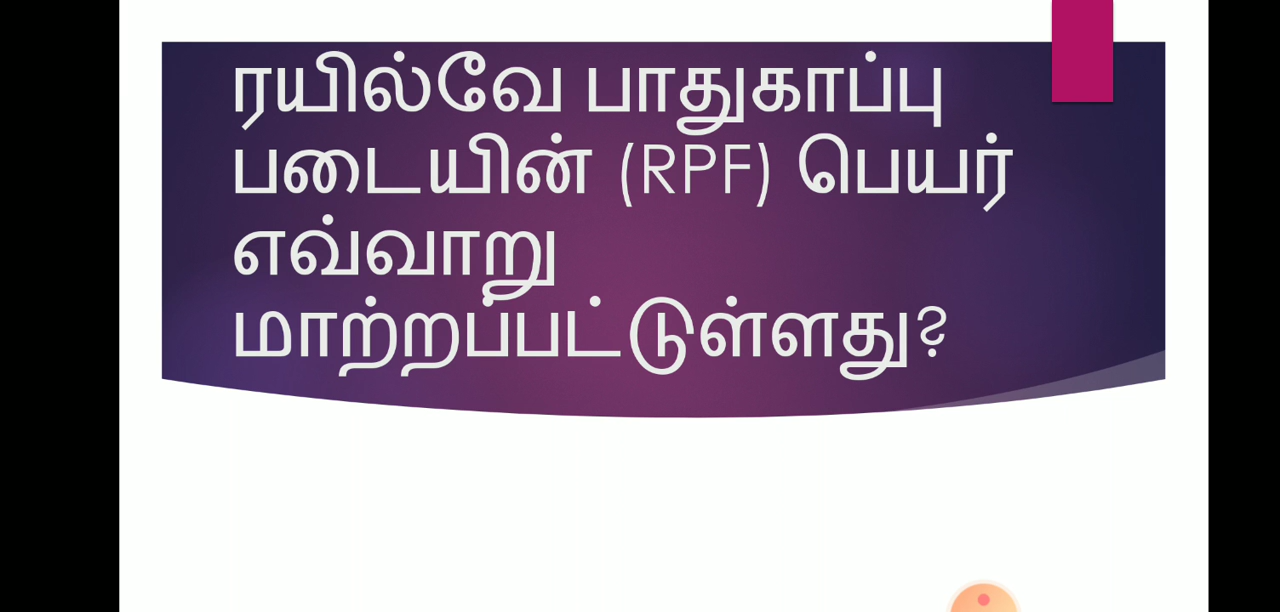 ரயில்வே பாதுகாப்பு
படையின் (RPF) பெயர்
எவ்வாறு
மாற்றப்பட்டுள்ளது?